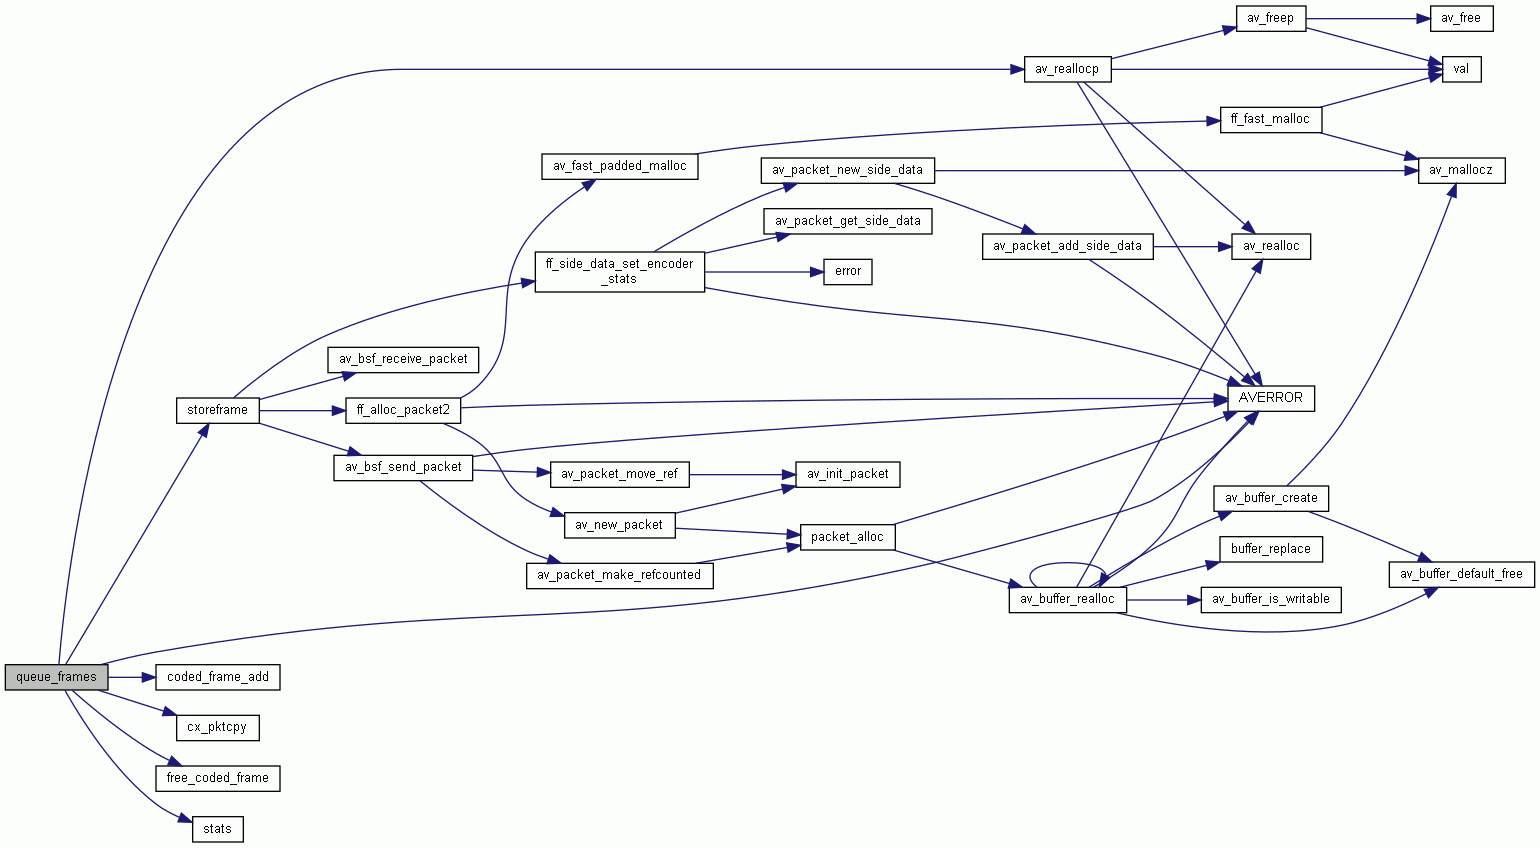 av_freep
av_free
av_reallocp
val
ff_fast_malloc
av_fast_padded_malloc
av_packet_new_side_data
av_mallocz
av_packet_get_side_data
av_packet_add_side_data
av_realloc
ff_side_data_set_encoder
_stats
error
av_bsf_receive_packet
storeframe
ff_alloc_packet2
AVERROR
av_bsf_send_packet
av_packet_move_ref
av_init_packet
av_buffer_create
av_new_packet
packet_alloc
buffer_replace
av_packet_make_refcounted
av_buffer_default_free
av_buffer_realloc
av_buffer_is_writable
queue_frames
coded_frame_add
cx_pktcpy
free_coded_frame
stats